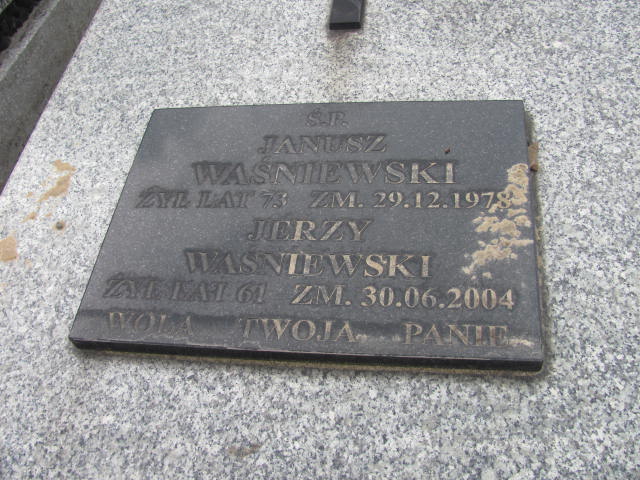 Ś.P.
JANUSZ
WAŚNIEWSKI
ŻYŁ LAT 73 ZM. 29.12.1978
JERZY
WAŚNIEWSKI
ŻYŁ LAT 61 ZM. 30.06.2004
WOLA TWOJA PANIE